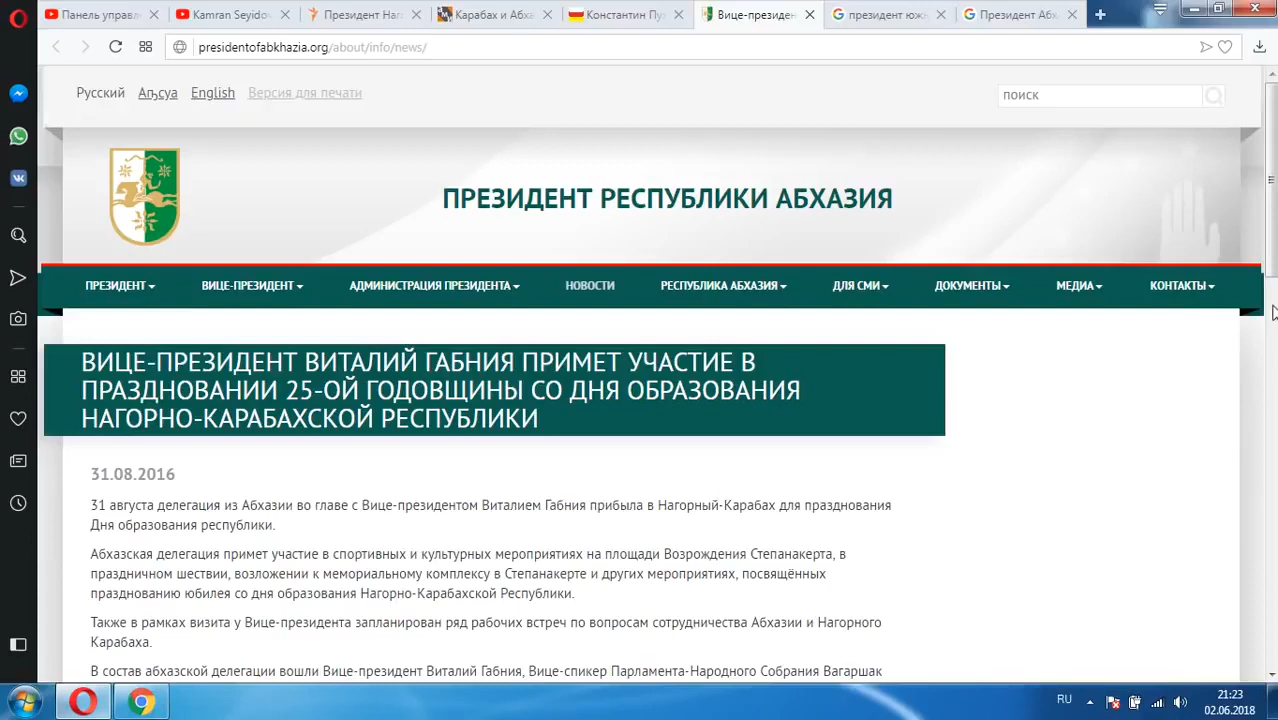 Панель управл
Kamran Seyido
Президент Наг
Карабах и Абха
Константин Пу
Вице-президен
президент южн
Президент Абх
presidentofabkhazia.org/about/info/news/
Русский Аҧсуа English Версия для печати
поиск
ПРЕЗИДЕНТ РЕСПУБЛИКИ АБХАЗИЯ
ПРЕЗИДЕНТ ВИЦЕ-ПРЕЗИДЕНТ АДМИНИСТРАЦИЯ ПРЕЗИДЕНТА НОВОСТИ РЕСПУБЛИКА АБХАЗИЯ ДЛЯ СМИ ДОКУМЕНТЫ МЕДИА КОНТАКТЫ
ВИЦЕ-ПРЕЗИДЕНТ ВИТАЛИЙ ГАБНИЯ ПРИМЕТ УЧАСТИЕ В
ПРАЗДНОВАНИИ 25-ОЙ ГОДОВЩИНЫ СО ДНЯ ОБРАЗОВАНИЯ
НАГОРНО-КАРАБАХСКОЙ РЕСПУБЛИКИ
31.08.2016
31 августа делегация из Абхазии во главе с Вице-президентом Виталием Габния прибыла в Нагорный-Карабах для празднования
Дня образования республики.
Абхазская делегация примет участие в спортивных и культурных мероприятиях на площади Возрождения Степанакерта, в
праздничном шествии, возложении к мемориальному комплексу в Степанакерте и других мероприятиях, посвящённых
празднованию юбилея со дня образования Нагорно-Карабахской Республики.
Также в рамках визита у Вице-президента запланирован ряд рабочих встреч по вопросам сотрудничества Абхазии и Нагорного
Карабаха.
В состав абхазской делегации вошли Вице-президент Виталий Габния, Вице-спикер Парламента-Народного Собрания Вагаршак
RU
21:23
02.06.2018